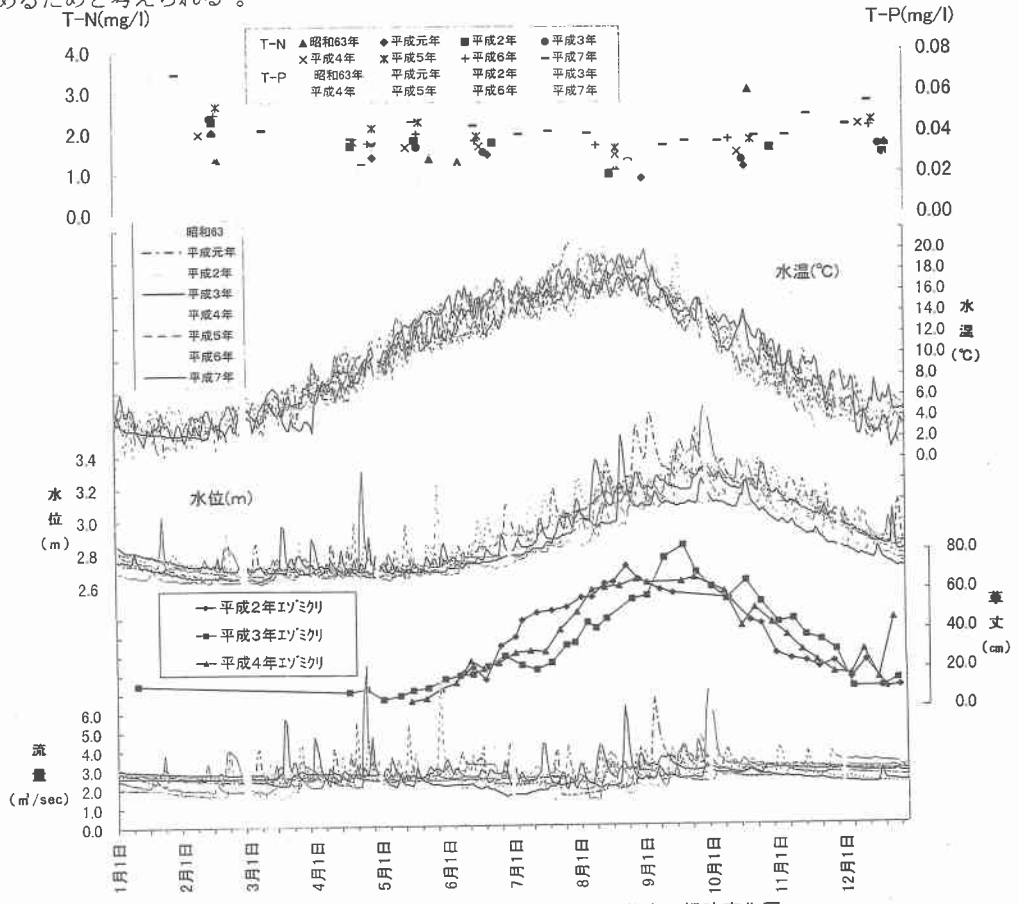 あるためと考えられる。
T-N(mg/l)
T-P(mg/l)
T-N ▲昭和63年 ◆平成元年 ■平成2年 ●平成3年
×平成4年 ж平成5年 +平成6年 -平成7年
T-P 昭和63年 平成元年 平成2年 平成3年
平成4年 平成5年 平成6年 平成7年
4.0
3.0
2.0
1.0
0.0
0.08
0.06
0.04
0.02
0.00
昭和63
平成元年
平成2年
平成3年
平成4年
平成5年
平成6年
平成7年
水温(℃)
20.0
18.0
16.0
14.0
12.0
10.0
8.0
6.0
4.0
2.0
0.0
水温(℃)
3.4
3.2
3.0
2.8
2.6
水位(m)
水位(m)
80.0
60.0
40.0
20.0
0.0
草丈(㎝)
平成2年エゾミクリ
平成3年エゾミクリ
平成4年エゾミクリ
6.0
5.0
4.0
3.0
2.0
1.0
0.0
流量(㎥/sec)
1月1日
2月1日
3月1日
4月1日
5月1日
6月1日
7月1日
8月1日
9月1日
10月1日
11月1日
12月1日